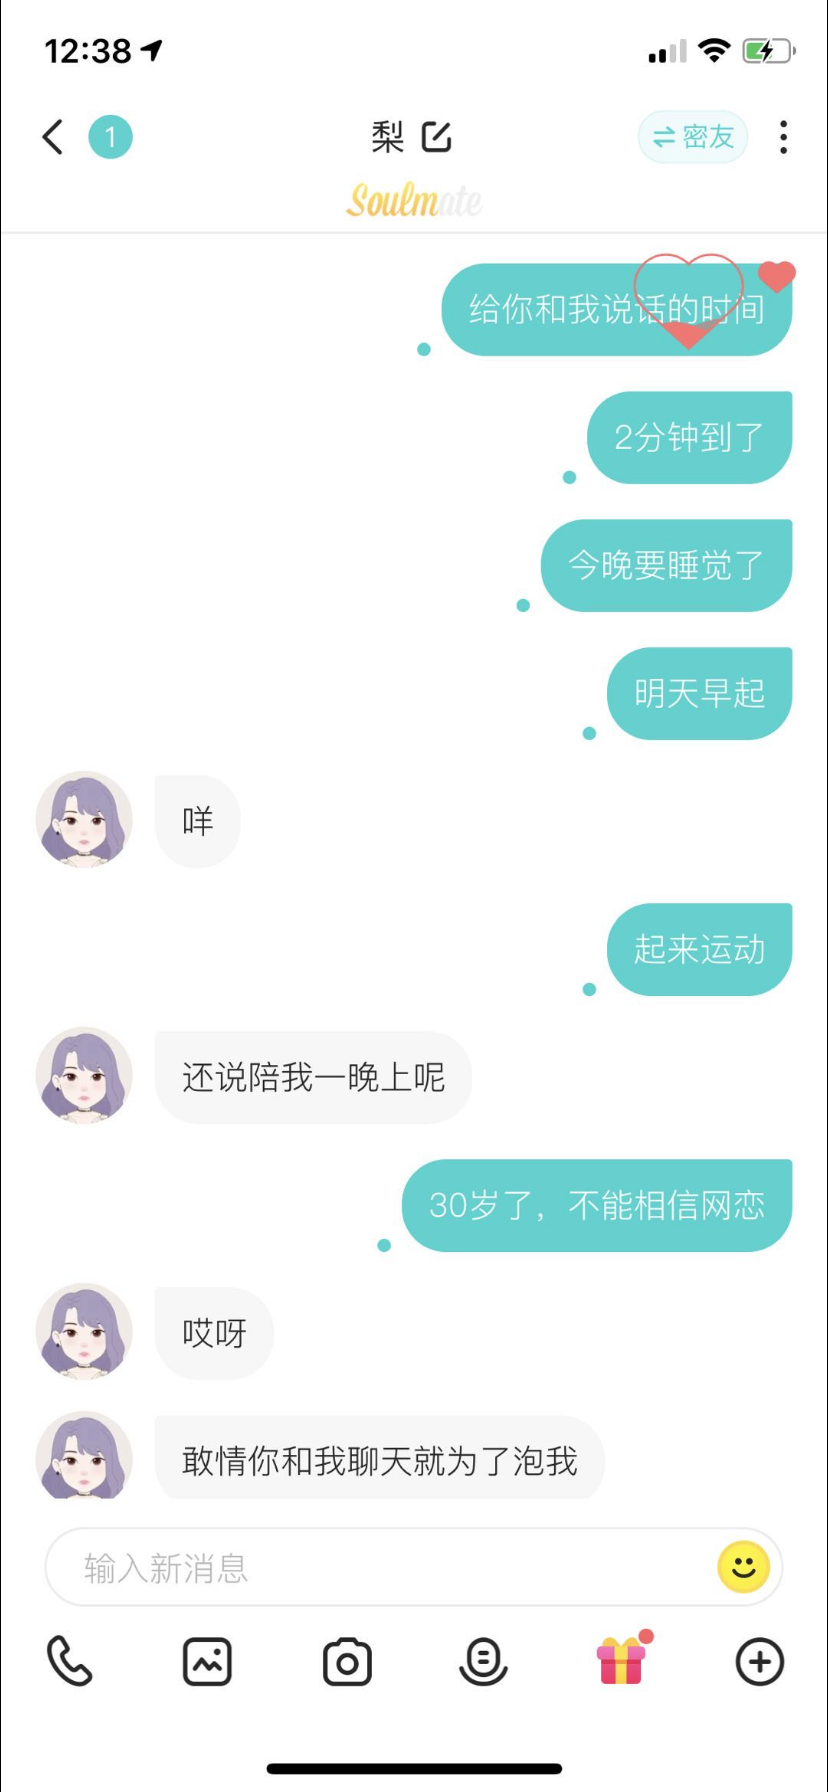 12:38
1
梨
密友
Soulmate
给你和我说话的时间
2分钟到了
今晚要睡觉了
明天早起
咩
起来运动
还说陪我一晚上呢
30岁了，不能相信网恋
哎呀
敢情你和我聊天就为了泡我
输入新消息